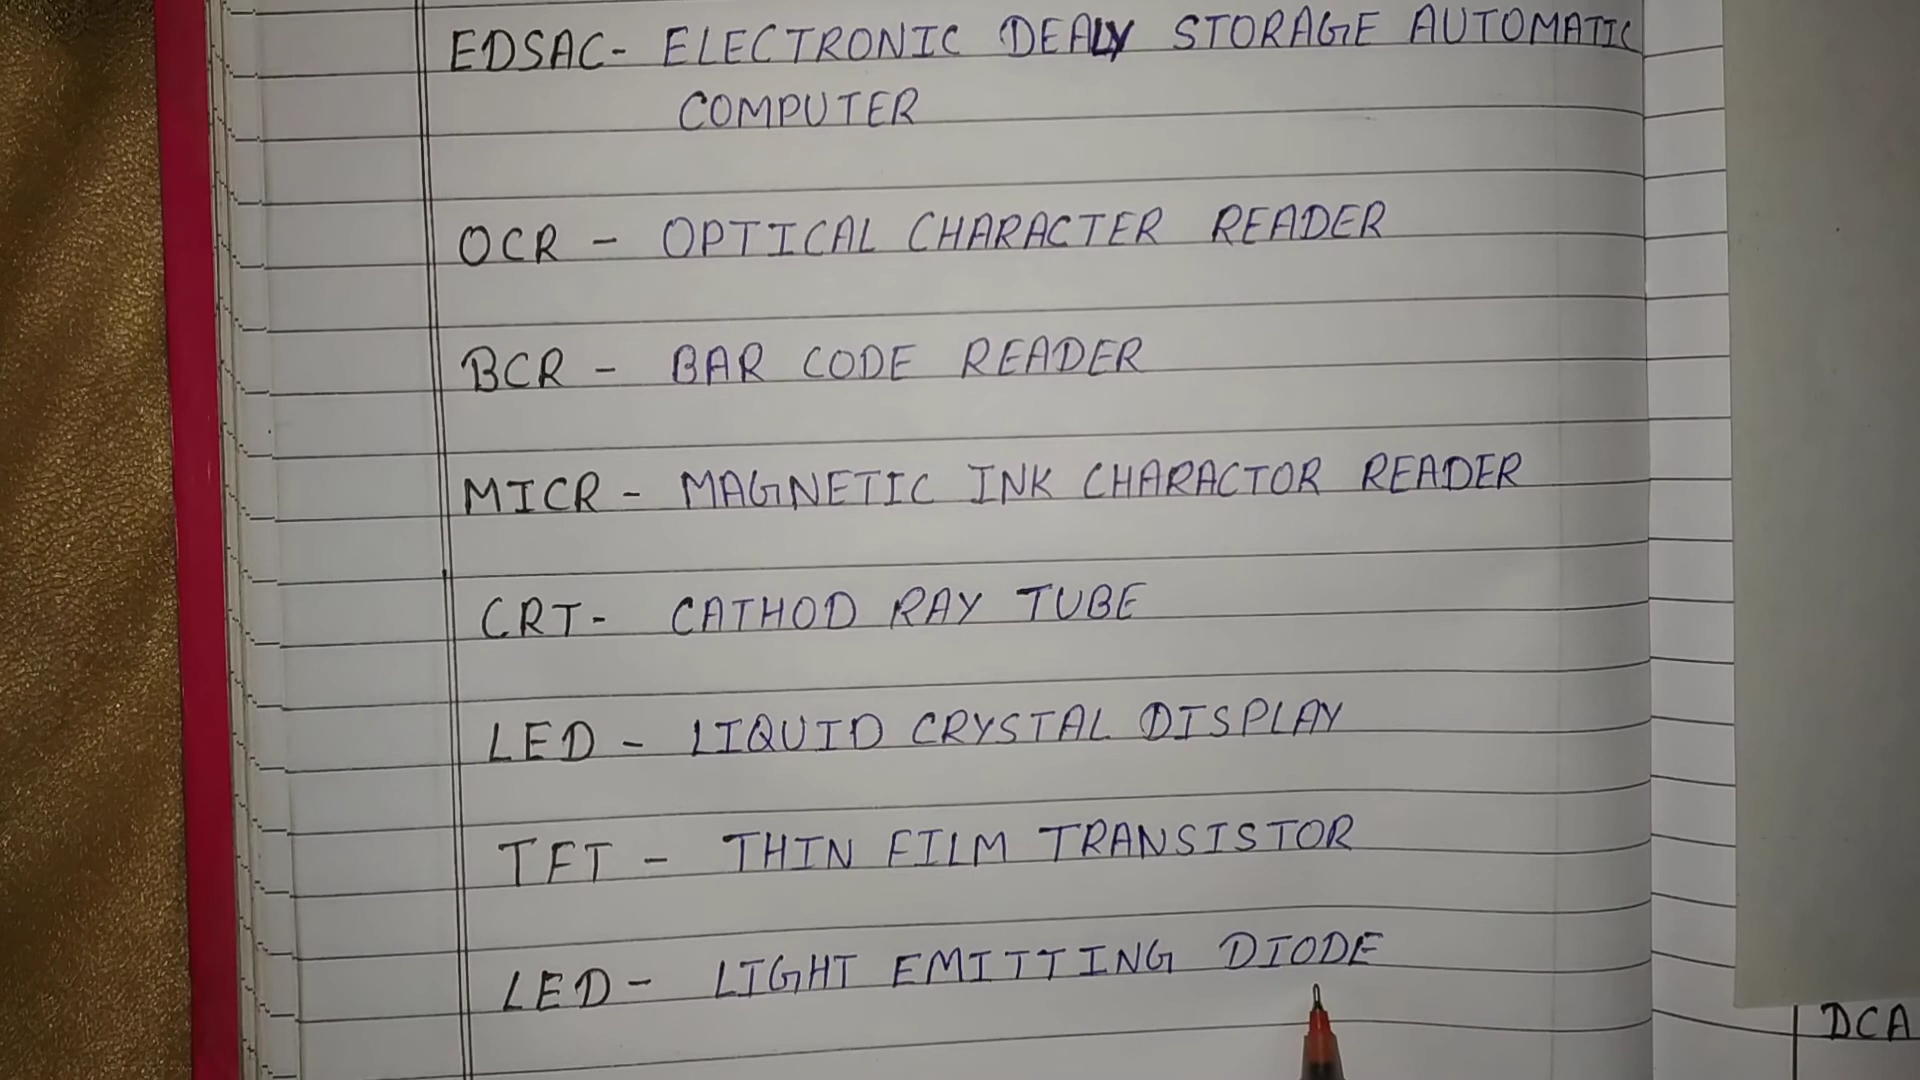 EDSAC- ELECTRONIC DEALY STORAGE AUTOMATIC
COMPUTER
OCR - OPTICAL CHARACTER READER
BCR - BAR CODE READER
MICR - MAGNETIC INK CHARACTOR READER
CRT- CATHOD RAY TUBE
LED - LIQUID CRYSTAL DISPLAY
TFT - THIN FILM TRANSISTOR
LED - LIGHT EMITTING DIODE
DCA